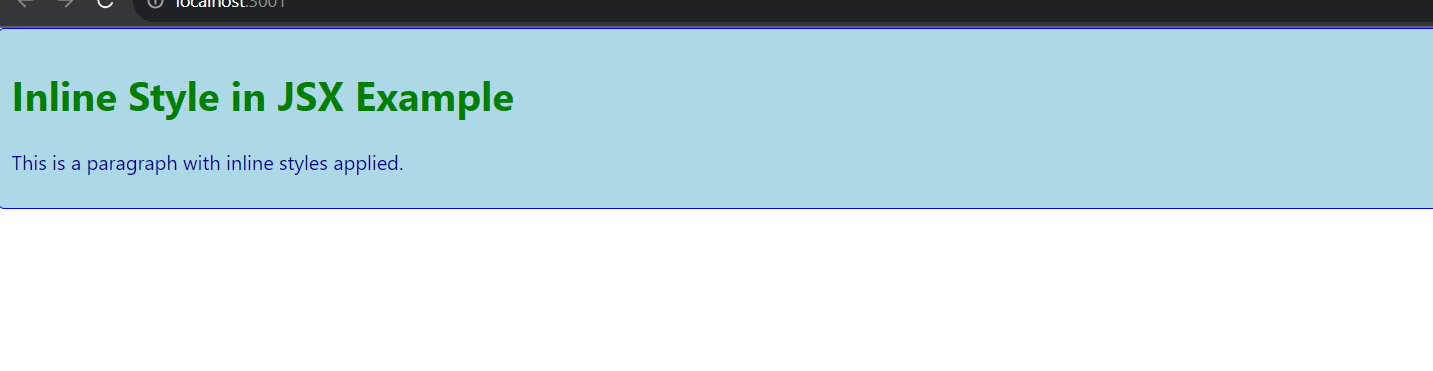 localhost:3001
Inline Style in JSX Example
This is a paragraph with inline styles applied.